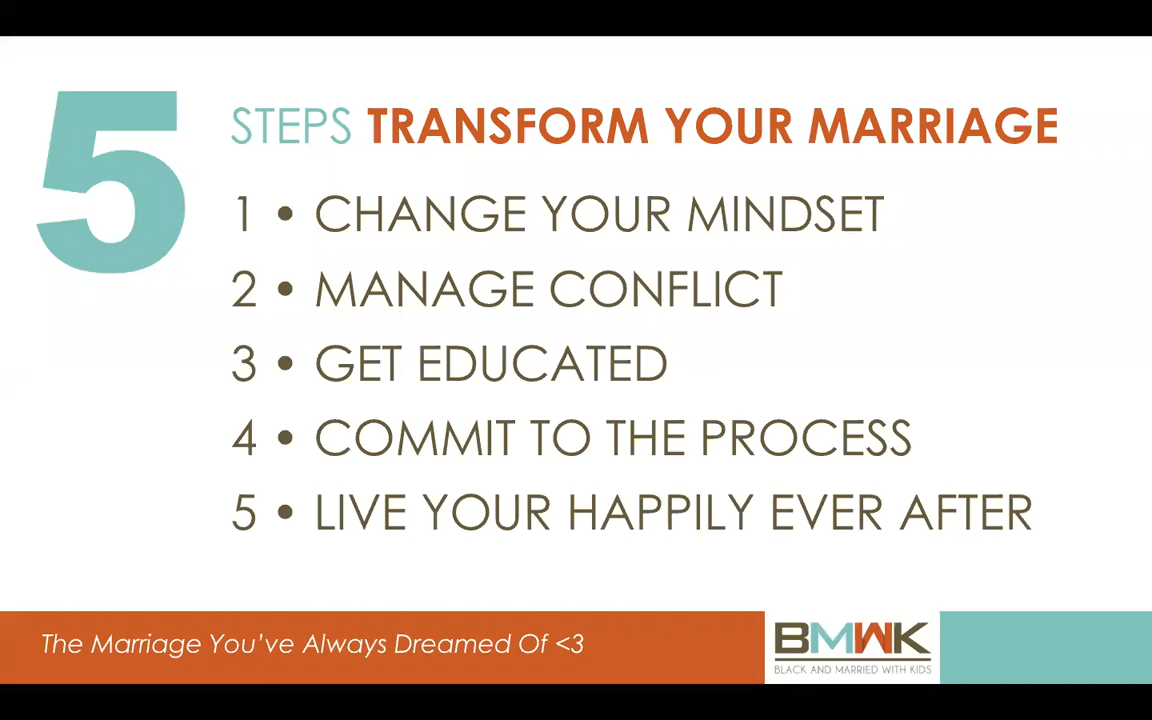 5 STEPS TRANSFORM YOUR MARRIAGE
1 • CHANGE YOUR MINDSET
2 • MANAGE CONFLICT
3 • GET EDUCATED
4 • COMMIT TO THE PROCESS
5 • LIVE YOUR HAPPILY EVER AFTER
The Marriage You’ve Always Dreamed Of <3
BMWK
BLACK AND MARRIED WITH KIDS